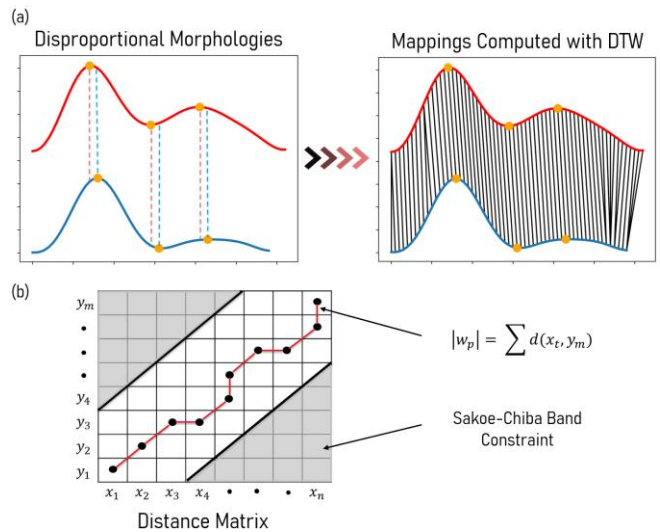 (a)
Disproportional Morphologies
Mappings Computed with DTW
(b)
y_m
•
•
•
y_4
y_3
y_2
y_1
x_1 x_2 x_3 x_4 • • • x_n
Distance Matrix
|w_p| = ∑ d(x_t, y_m)
Sakoe-Chiba Band
Constraint